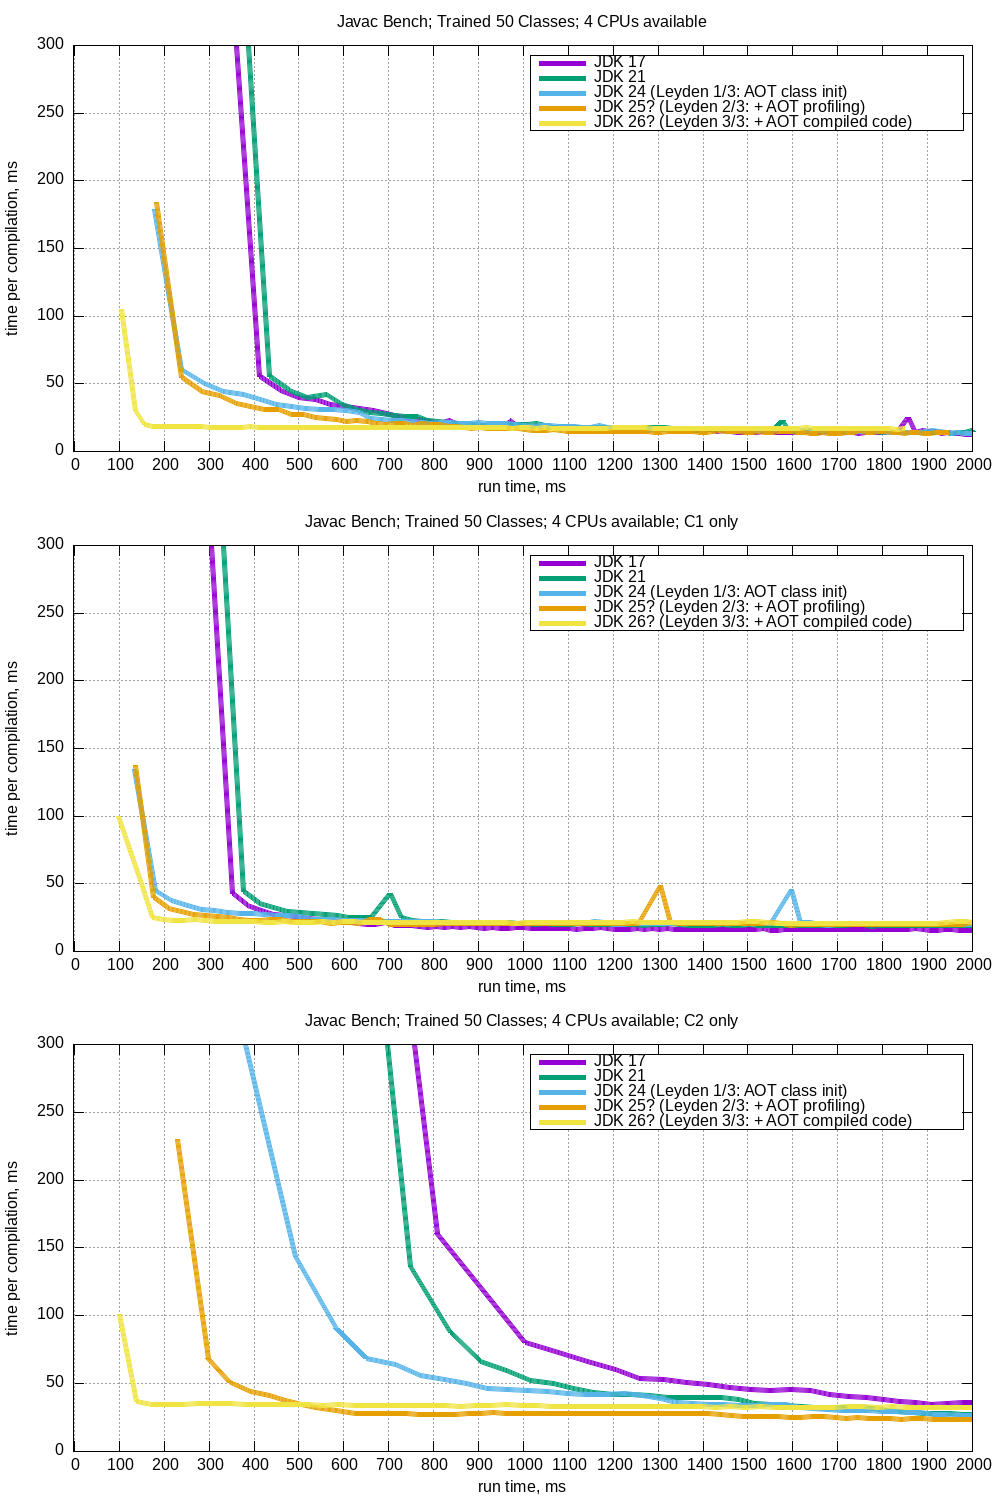 Javac Bench; Trained 50 Classes; 4 CPUs available
300
250
200
150
100
50
0
time per compilation, ms
JDK 17
JDK 21
JDK 24 (Leyden 1/3: AOT class init)
JDK 25? (Leyden 2/3: + AOT profiling)
JDK 26? (Leyden 3/3: + AOT compiled code)
0 100 200 300 400 500 600 700 800 900 1000 1100 1200 1300 1400 1500 1600 1700 1800 1900 2000
run time, ms
Javac Bench; Trained 50 Classes; 4 CPUs available; C1 only
300
250
200
150
100
50
0
time per compilation, ms
JDK 17
JDK 21
JDK 24 (Leyden 1/3: AOT class init)
JDK 25? (Leyden 2/3: + AOT profiling)
JDK 26? (Leyden 3/3: + AOT compiled code)
0 100 200 300 400 500 600 700 800 900 1000 1100 1200 1300 1400 1500 1600 1700 1800 1900 2000
run time, ms
Javac Bench; Trained 50 Classes; 4 CPUs available; C2 only
300
250
200
150
100
50
0
time per compilation, ms
JDK 17
JDK 21
JDK 24 (Leyden 1/3: AOT class init)
JDK 25? (Leyden 2/3: + AOT profiling)
JDK 26? (Leyden 3/3: + AOT compiled code)
0 100 200 300 400 500 600 700 800 900 1000 1100 1200 1300 1400 1500 1600 1700 1800 1900 2000
run time, ms